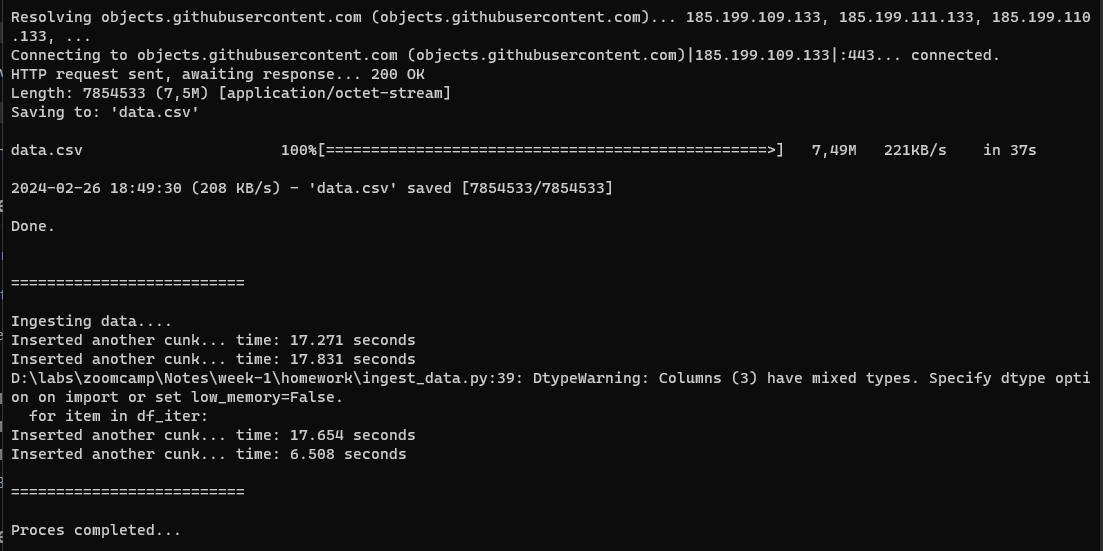 Resolving objects.githubusercontent.com (objects.githubusercontent.com)... 185.199.109.133, 185.199.111.133, 185.199.110
.133, ...
Connecting to objects.githubusercontent.com (objects.githubusercontent.com)|185.199.109.133|:443... connected.
HTTP request sent, awaiting response... 200 OK
Length: 7854533 (7,5M) [application/octet-stream]
Saving to: 'data.csv'
data.csv                      100%[=================================================>]   7,49M   221KB/s    in 37s
2024-02-26 18:49:30 (208 KB/s) - 'data.csv' saved [7854533/7854533]
Done.
==========================
Ingesting data....
Inserted another cunk... time: 17.271 seconds
Inserted another cunk... time: 17.831 seconds
D:\labs\zoomcamp\Notes\week-1\homework\ingest_data.py:39: DtypeWarning: Columns (3) have mixed types. Specify dtype opti
on on import or set low_memory=False.
  for item in df_iter:
Inserted another cunk... time: 17.654 seconds
Inserted another cunk... time: 6.508 seconds
==========================
Proces completed...